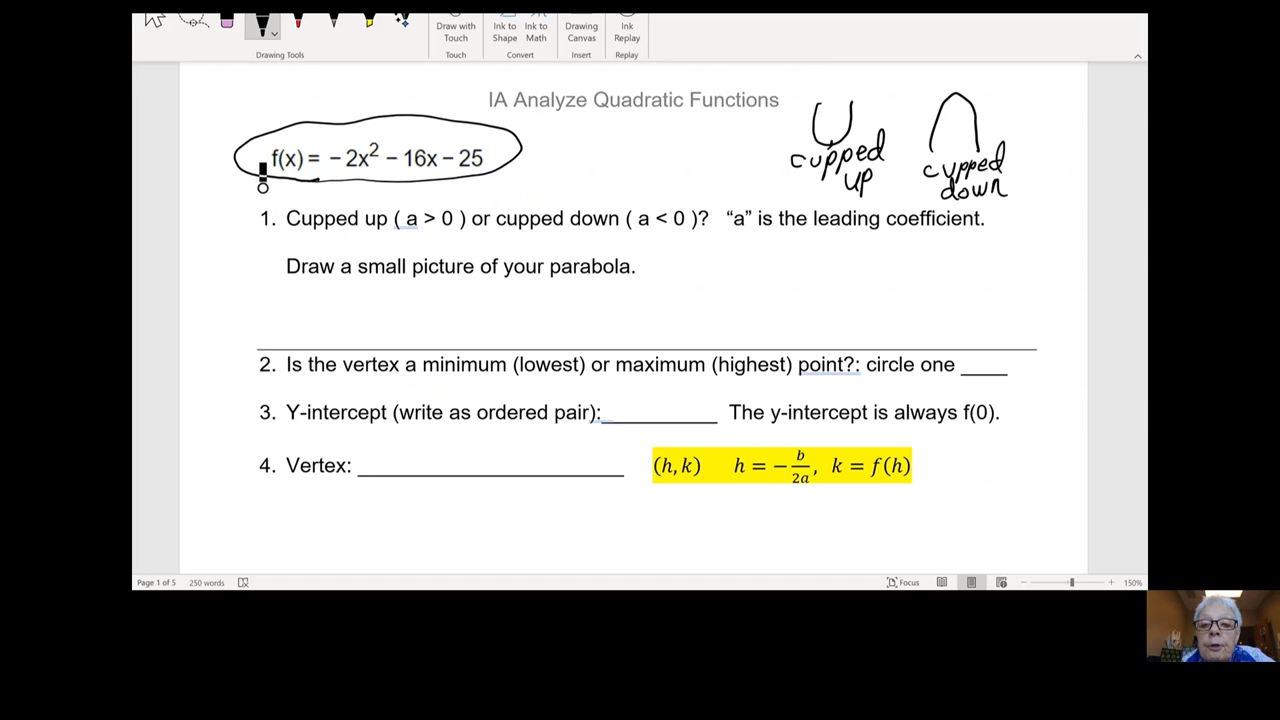 Draw with Touch
Ink to Shape
Ink to Math
Drawing Canvas
Ink Replay
Drawing Tools
Touch
Convert
Insert
Replay
IA Analyze Quadratic Functions
f(x) = − 2x² − 16x − 25
cupped up
cupped down
1. Cupped up ( a > 0 ) or cupped down ( a < 0 )? “a” is the leading coefficient.
Draw a small picture of your parabola.
2. Is the vertex a minimum (lowest) or maximum (highest) point?: circle one ____
3. Y-intercept (write as ordered pair):__________ The y-intercept is always f(0).
4. Vertex: ______________________ (h, k) h = − b/2a, k = f(h)
Page 1 of 5 250 words Focus 150%